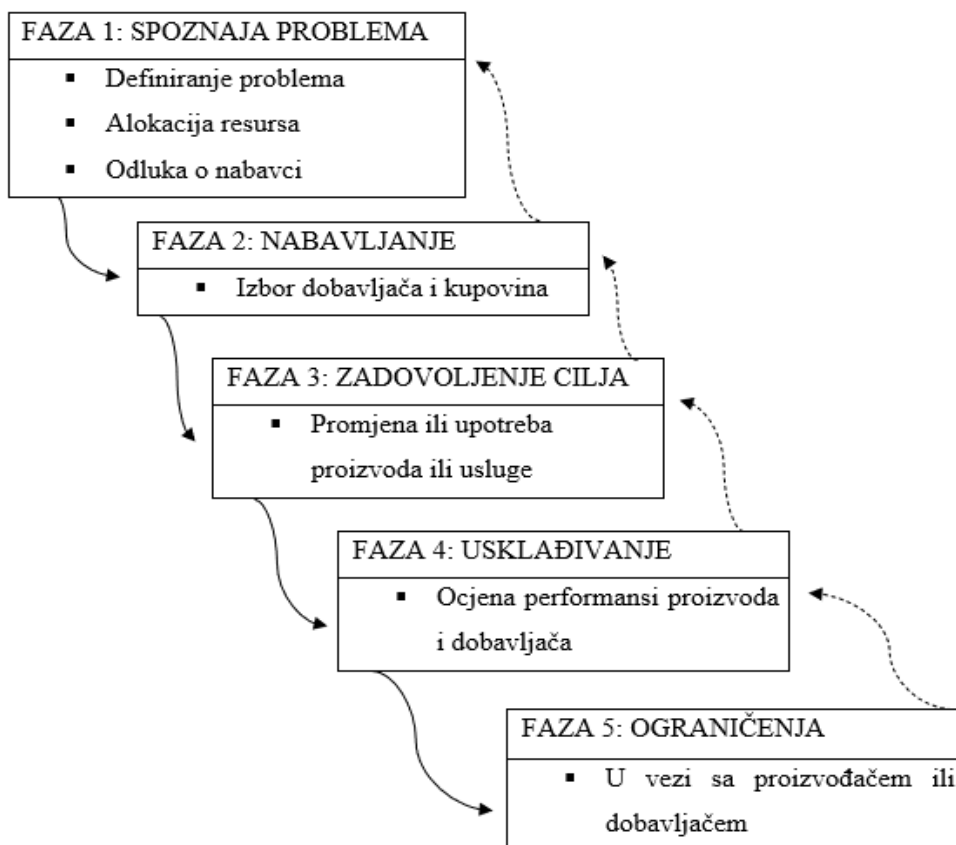 FAZA 1: SPOZNAJA PROBLEMA
▪ Definiranje problema
▪ Alokacija resursa
▪ Odluka o nabavci
FAZA 2: NABAVLJANJE
▪ Izbor dobavljača i kupovina
FAZA 3: ZADOVOLJENJE CILJA
▪ Promjena ili upotreba
proizvoda ili usluge
FAZA 4: USKLAĐIVANJE
▪ Ocjena performansi proizvoda
i dobavljača
FAZA 5: OGRANIČENJA
▪ U vezi sa proizvođačem ili
dobavljačem